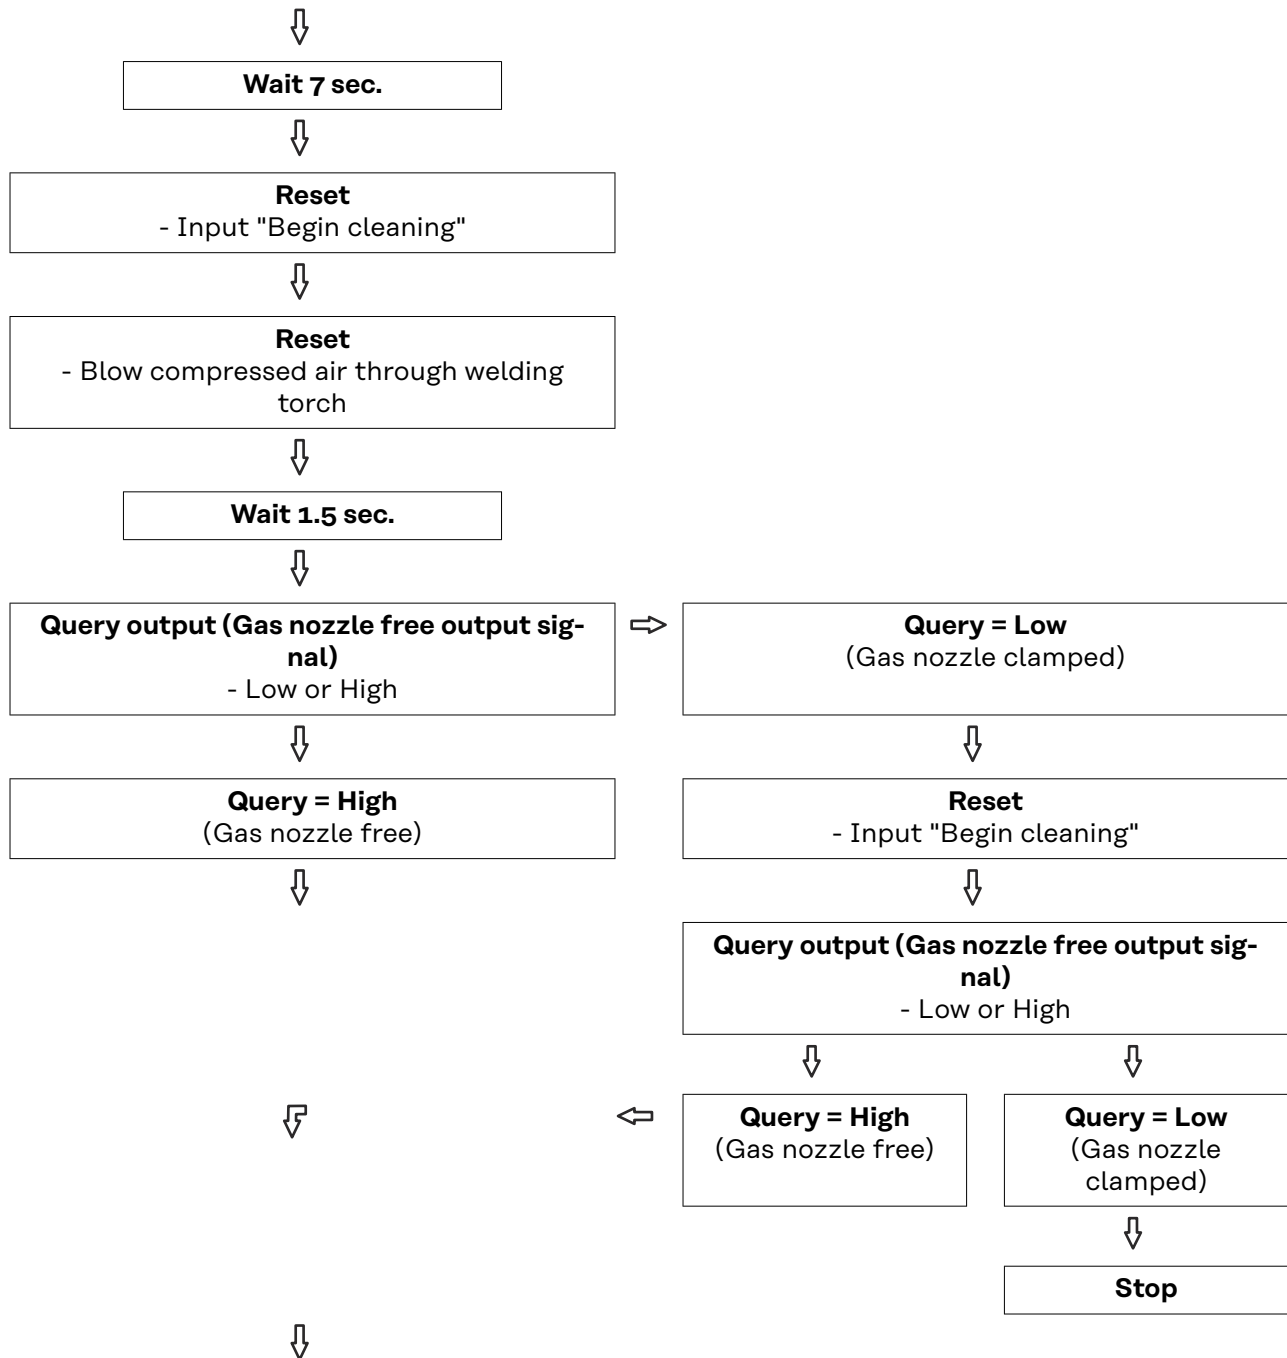 Wait 7 sec.
Reset
- Input "Begin cleaning"
Reset
- Blow compressed air through welding
torch
Wait 1.5 sec.
Query output (Gas nozzle free output sig-
nal)
- Low or High
Query = Low
(Gas nozzle clamped)
Query = High
(Gas nozzle free)
Reset
- Input "Begin cleaning"
Query output (Gas nozzle free output sig-
nal)
- Low or High
Query = High
(Gas nozzle free)
Query = Low
(Gas nozzle
clamped)
Stop